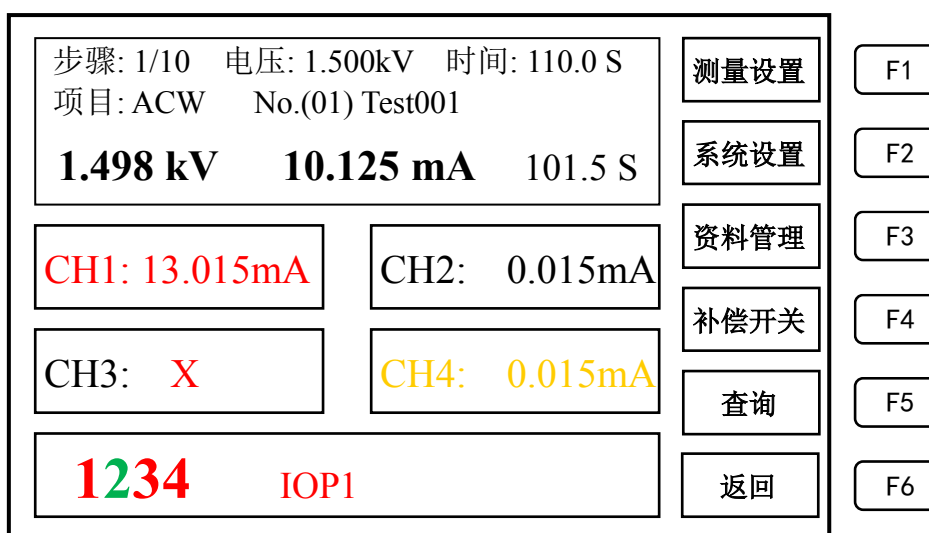 步骤: 1/10 电压: 1.500kV 时间: 110.0 S
项目: ACW No.(01) Test001
1.498 kV 10.125 mA 101.5 S
CH1: 13.015mA CH2: 0.015mA
CH3: X CH4: 0.015mA
1234 IOP1
测量设置 F1
系统设置 F2
资料管理 F3
补偿开关 F4
查询 F5
返回 F6